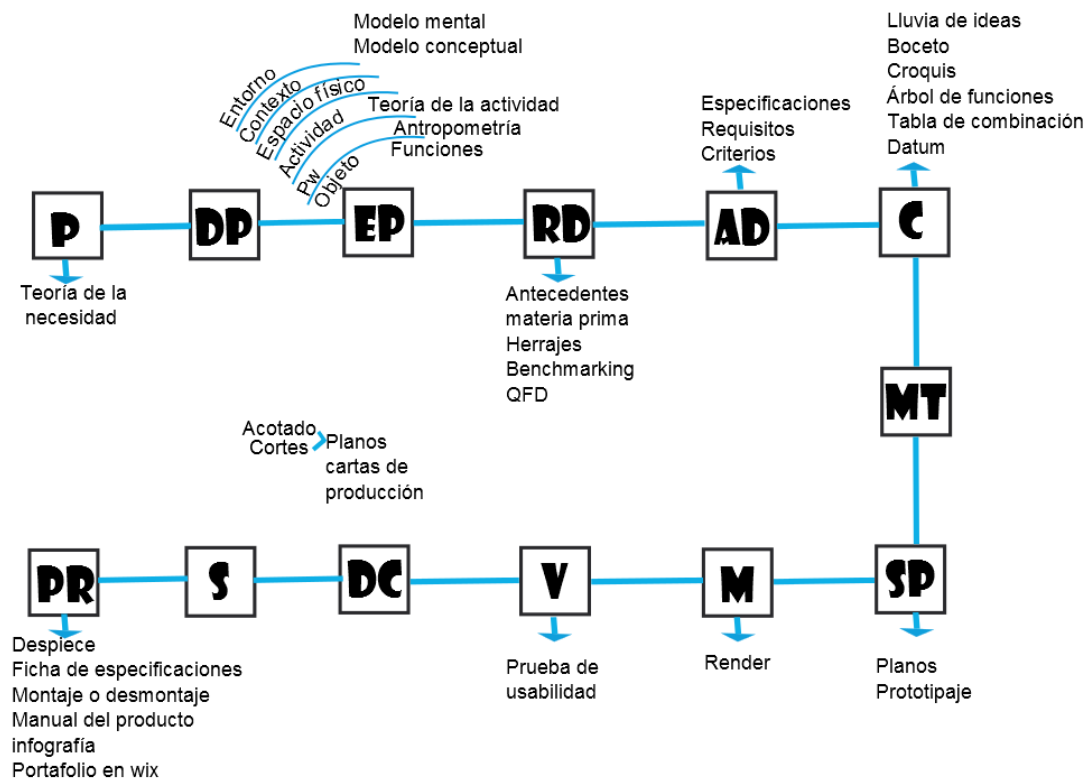 Modelo mental
Modelo conceptual
Entorno
Contexto
Espacio físico
Actividad
Pw
Objeto
Teoría de la actividad
Antropometría
Funciones
Especificaciones
Requisitos
Criterios
Lluvia de ideas
Boceto
Croquis
Árbol de funciones
Tabla de combinación
Datum
P
DP
EP
RD
AD
C
Teoría de la
necesidad
Antecedentes
materia prima
Herrajes
Benchmarking
QFD
MT
Acotado
Cortes
Planos
cartas de
producción
PR
S
DC
V
M
SP
Despiece
Ficha de especificaciones
Montaje o desmontaje
Manual del producto
infografía
Portafolio en wix
Prueba de
usabilidad
Render
Planos
Prototipaje